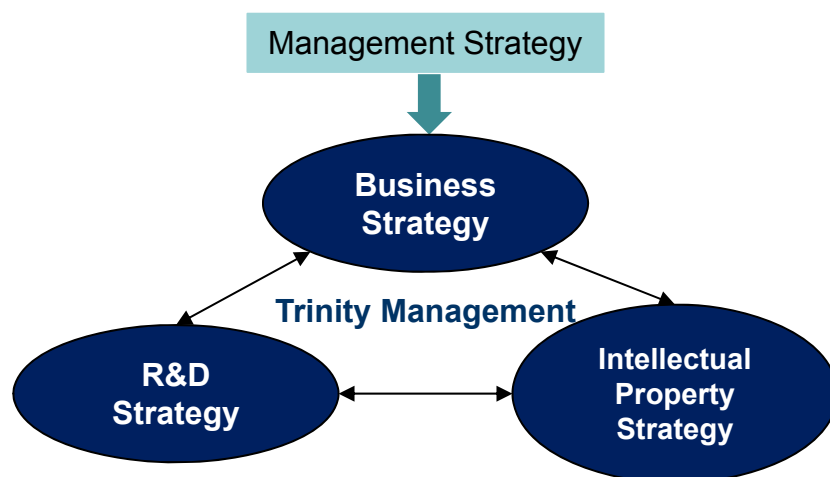 Management Strategy
Business
Strategy
Trinity Management
R&D
Strategy
Intellectual
Property
Strategy